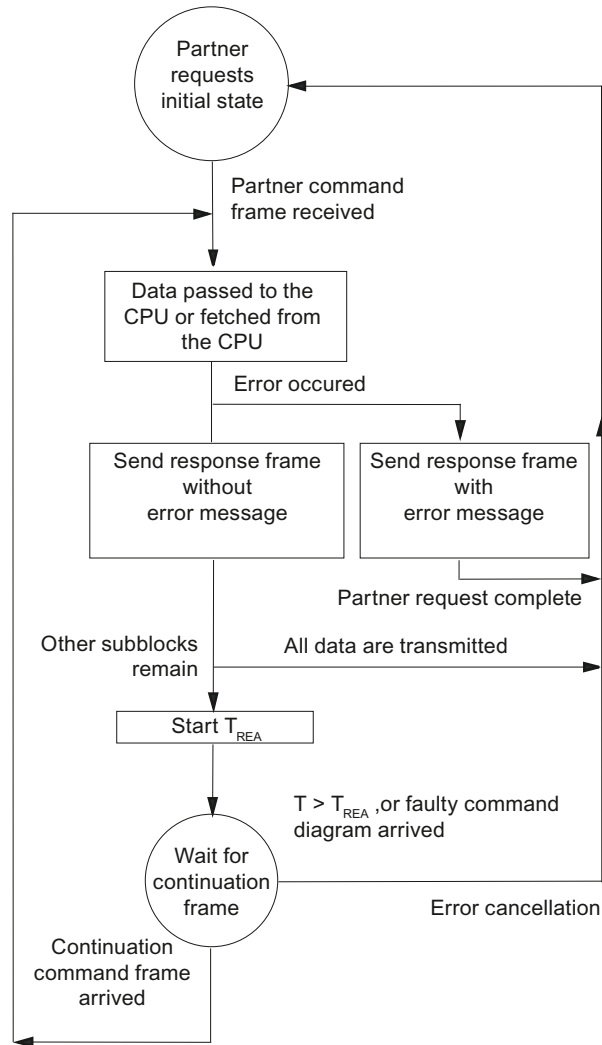 Partner
requests
initial state
Partner command
frame received
Data passed to the
CPU or fetched from
the CPU
Error occured
Send response frame
without
error message
Send response frame
with
error message
Partner request complete
Other subblocks
remain
All data are transmitted
Start TREA
T > TREA ,or faulty command
diagram arrived
Wait for
continuation
frame
Error cancellation
Continuation
command frame
arrived